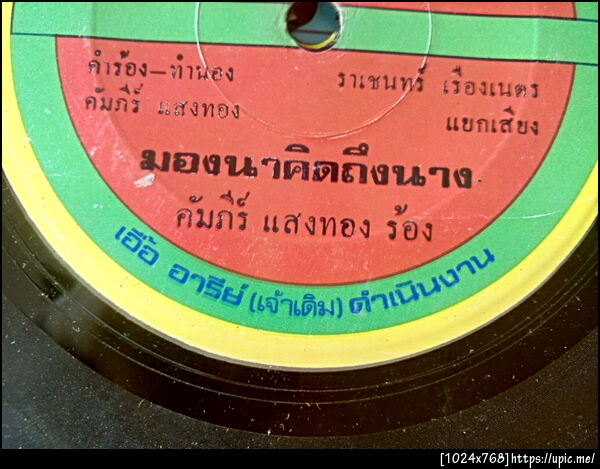 คำร้อง-ทำนอง
คัมภีร์ แสงทอง
ราเชนทร์ เรืองเนตร
แยกเสียง
มองนาคิดถึงนาง
คัมภีร์ แสงทอง ร้อง
เฮือ อารีย์ (เจ้าเดิม) ดำเนินงาน
[1024x768]https://upic.me/